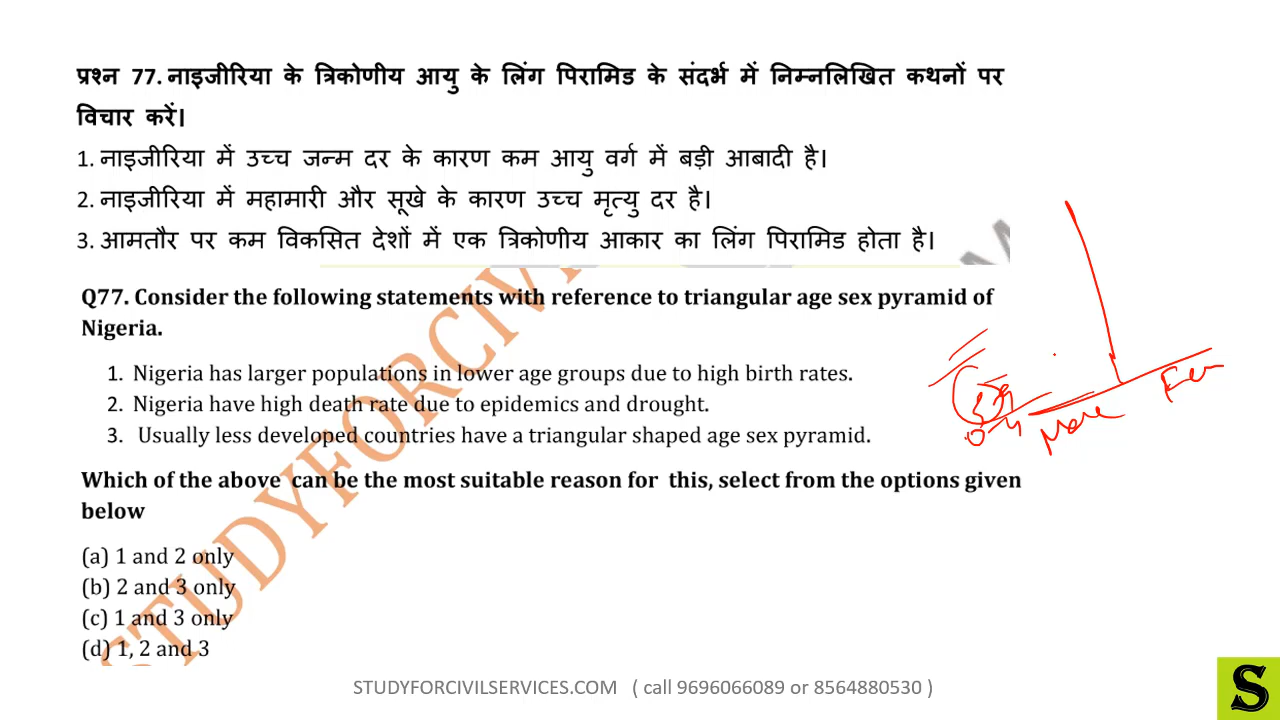 प्रश्न 77. नाइजीरिया के त्रिकोणीय आयु के लिंग पिरामिड के संदर्भ में निम्नलिखित कथनों पर
विचार करें।
1. नाइजीरिया में उच्च जन्म दर के कारण कम आयु वर्ग में बड़ी आबादी है।
2. नाइजीरिया में महामारी और सूखे के कारण उच्च मृत्यु दर है।
3. आमतौर पर कम विकसित देशों में एक त्रिकोणीय आकार का लिंग पिरामिड होता है।
Q77. Consider the following statements with reference to triangular age sex pyramid of
Nigeria.
1. Nigeria has larger populations in lower age groups due to high birth rates.
2. Nigeria have high death rate due to epidemics and drought.
3. Usually less developed countries have a triangular shaped age sex pyramid.
Which of the above can be the most suitable reason for this, select from the options given
below
(a) 1 and 2 only
(b) 2 and 3 only
(c) 1 and 3 only
(d) 1, 2 and 3
STUDYFORCIVI
0-4
STUDYFORCIVILSERVICES.COM ( call 9696066089 or 8564880530 )
S